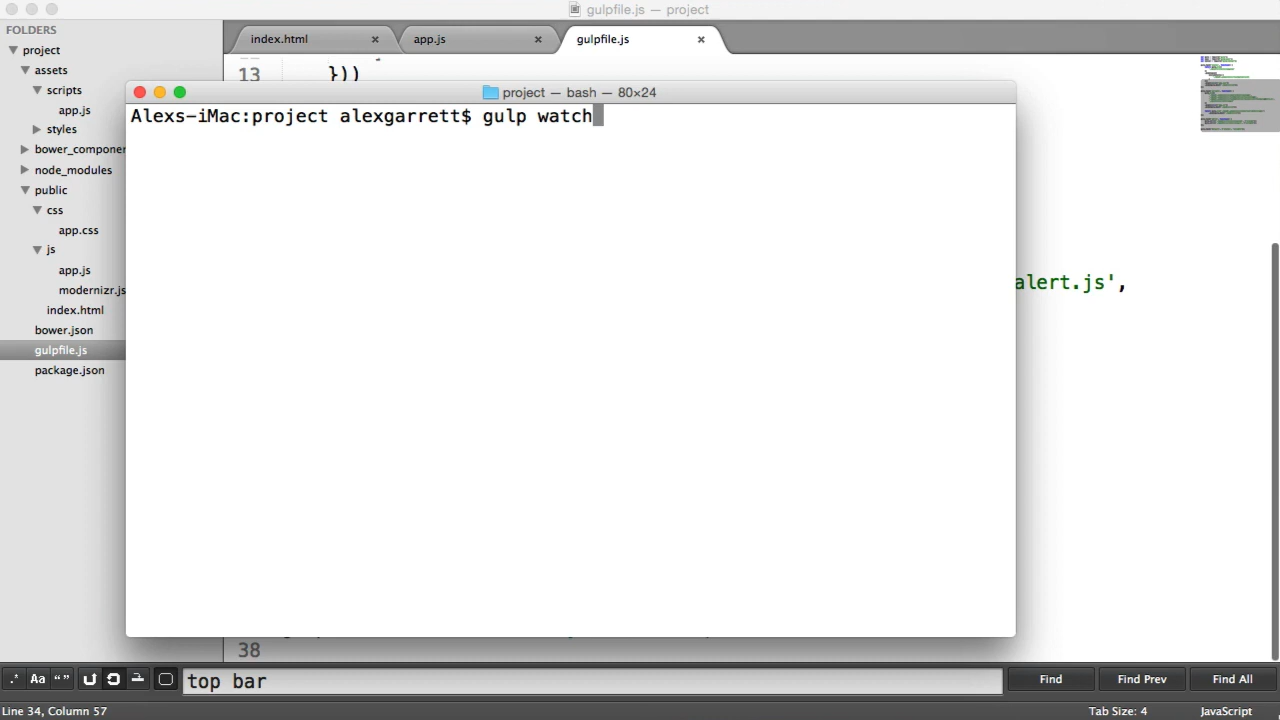 gulpfile.js — project
FOLDERS
project
assets
scripts
app.js
styles
bower_componen
node_modules
public
css
app.css
js
app.js
modernizr.js
index.html
bower.json
gulpfile.js
package.json
index.html
app.js
gulpfile.js
13 }))
project — bash — 80×24
Alexs-iMac:project alexgarrett$ gulp watch
alert.js',
38
.* Aa “” top bar Find Find Prev Find All
Line 34, Column 57 Tab Size: 4 JavaScript